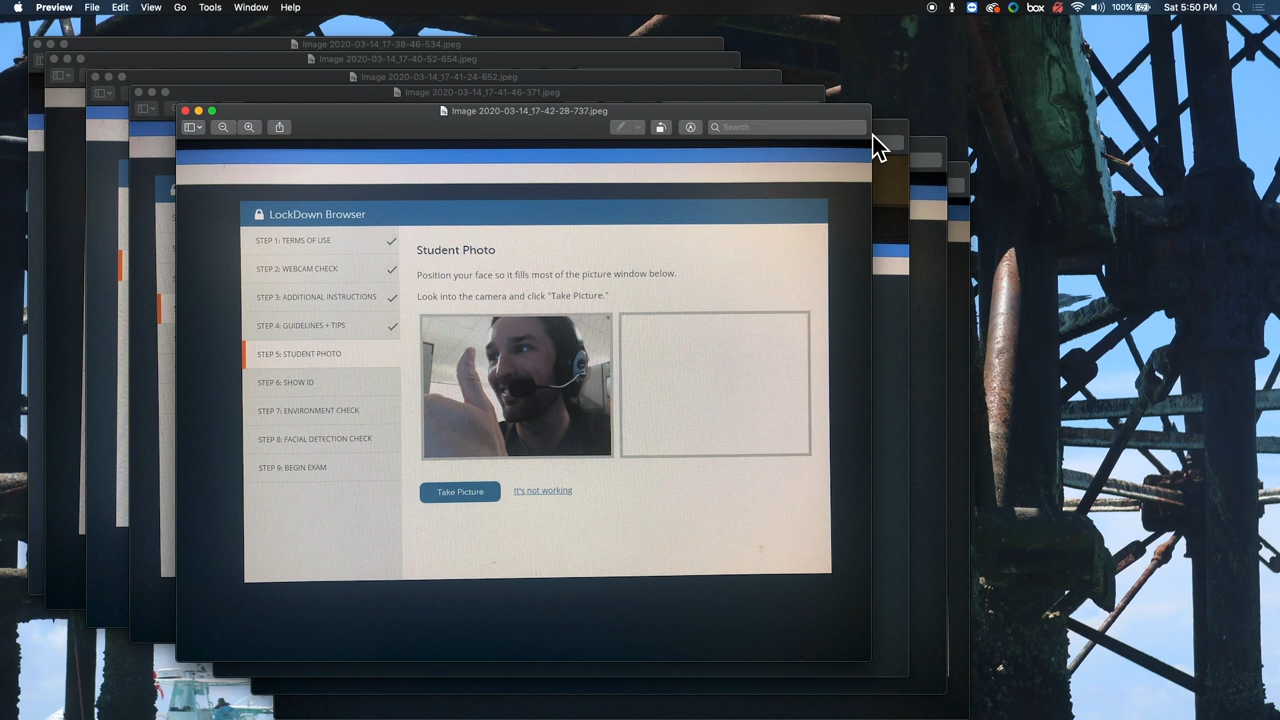 Preview File Edit View Go Tools Window Help
box 100% Sat 5:50 PM
Image 2020-03-14_17-38-46-534.jpeg
Image 2020-03-14_17-40-52-654.jpeg
Image 2020-03-14_17-41-24-652.jpeg
Image 2020-03-14_17-41-46-371.jpeg
Image 2020-03-14_17-42-28-737.jpeg
Search
LockDown Browser
STEP 1: TERMS OF USE
STEP 2: WEBCAM CHECK
STEP 3: ADDITIONAL INSTRUCTIONS
STEP 4: GUIDELINES + TIPS
STEP 5: STUDENT PHOTO
STEP 6: SHOW ID
STEP 7: ENVIRONMENT CHECK
STEP 8: FACIAL DETECTION CHECK
STEP 9: BEGIN EXAM
Student Photo
Position your face so it fills most of the picture window below.
Look into the camera and click "Take Picture."
Take Picture
It's not working